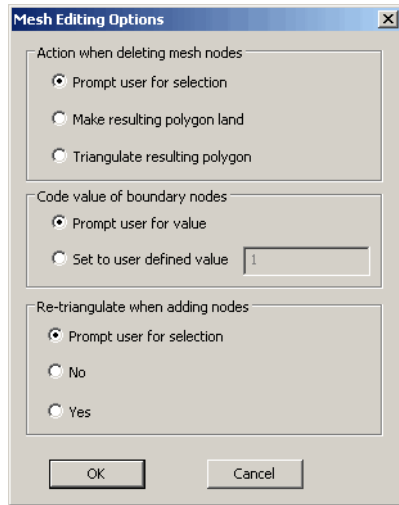 Mesh Editing Options
Action when deleting mesh nodes
Prompt user for selection
Make resulting polygon land
Triangulate resulting polygon
Code value of boundary nodes
Prompt user for value
Set to user defined value 1
Re-triangulate when adding nodes
Prompt user for selection
No
Yes
OK Cancel